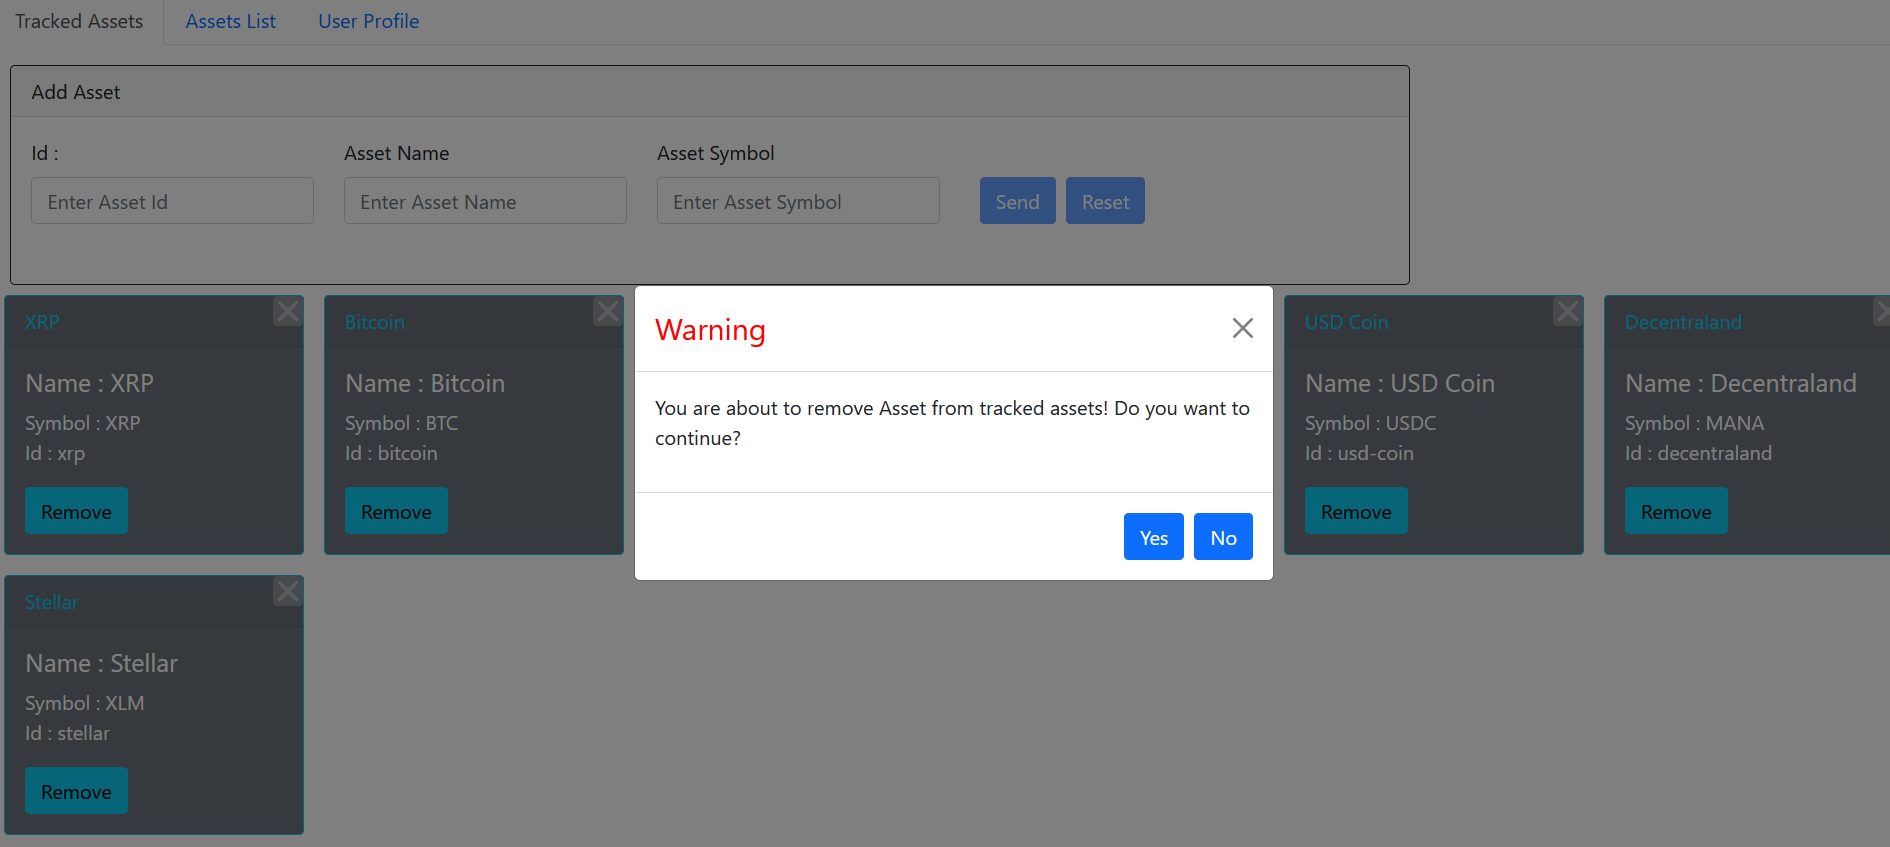 Tracked Assets Assets List User Profile
Add Asset
Id : Asset Name Asset Symbol
Enter Asset Id Enter Asset Name Enter Asset Symbol Send Reset
XRP
Name : XRP
Symbol : XRP
Id : xrp
Remove
Bitcoin
Name : Bitcoin
Symbol : BTC
Id : bitcoin
Remove
Warning
You are about to remove Asset from tracked assets! Do you want to
continue?
Yes No
USD Coin
Name : USD Coin
Symbol : USDC
Id : usd-coin
Remove
Decentraland
Name : Decentraland
Symbol : MANA
Id : decentraland
Remove
Stellar
Name : Stellar
Symbol : XLM
Id : stellar
Remove